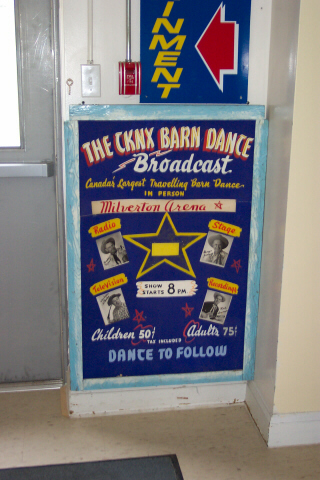 INMENT
THE CKNX BARN DANCE
Broadcast
Canada's Largest Travelling Barn Dance
IN PERSON
Milverton Arena
Radio
Stage
Television
Recordings
SHOW
STARTS 8 PM
Children 50¢ Adults 75¢
TAX INCLUDED
DANCE TO FOLLOW